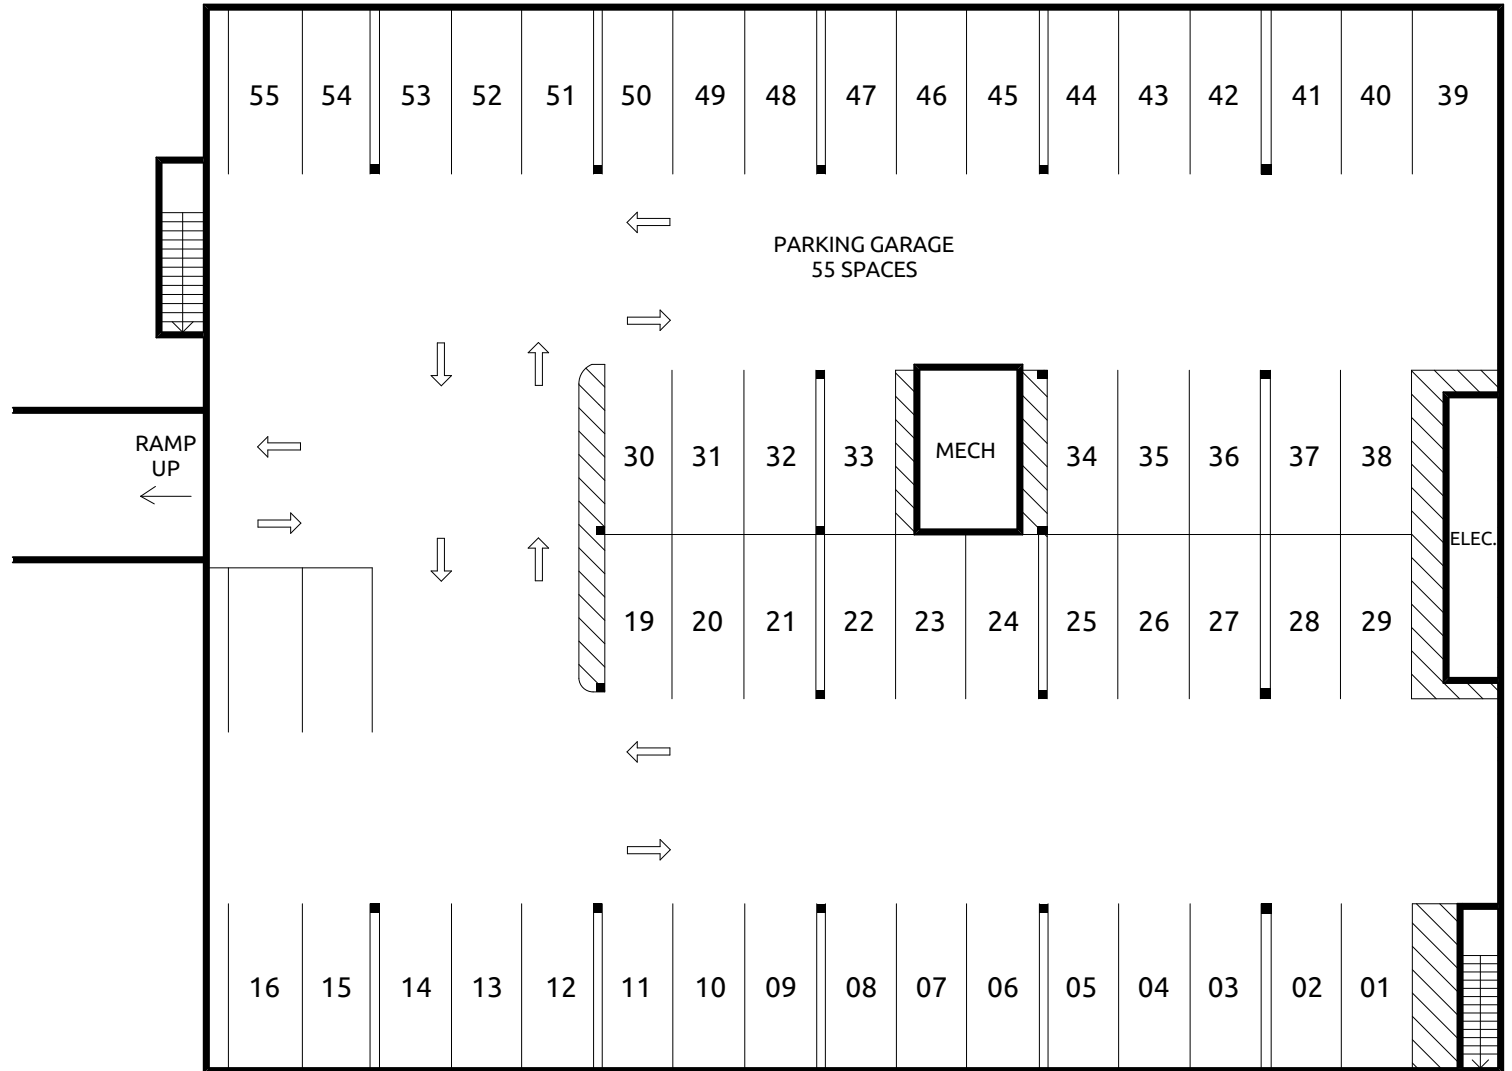 55 54 53 52 51 50 49 48 47 46 45 44 43 42 41 40 39
PARKING GARAGE
55 SPACES
RAMP
UP
30 31 32 33 MECH 34 35 36 37 38
ELEC.
19 20 21 22 23 24 25 26 27 28 29
16 15 14 13 12 11 10 09 08 07 06 05 04 03 02 01